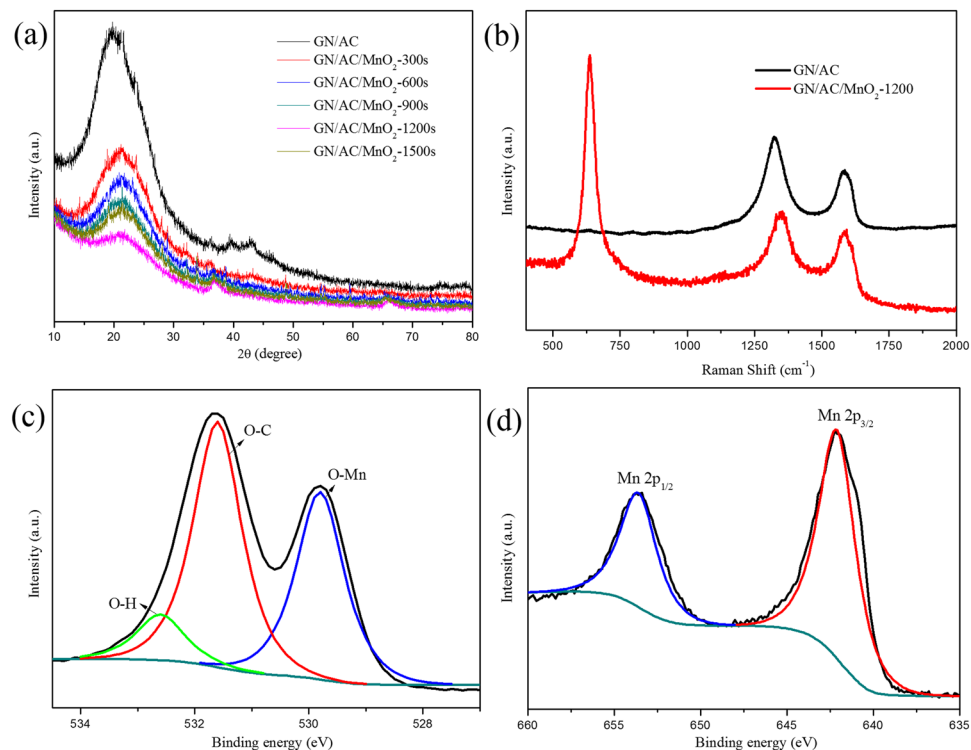 (a)
GN/AC
GN/AC/MnO₂-300s
GN/AC/MnO₂-600s
GN/AC/MnO₂-900s
GN/AC/MnO₂-1200s
GN/AC/MnO₂-1500s
Intensity (a.u.)
10 20 30 40 50 60 70 80
2θ (degree)
(b)
GN/AC
GN/AC/MnO₂-1200
Intensity (a.u.)
500 750 1000 1250 1500 1750 2000
Raman Shift (cm⁻¹)
(c)
O-C
O-Mn
O-H
Intensity (a.u.)
534 532 530 528
Binding energy (eV)
(d)
Mn 2p₃/₂
Mn 2p₁/₂
Intensity (a.u.)
660 655 650 645 640 635
Binding energy (eV)